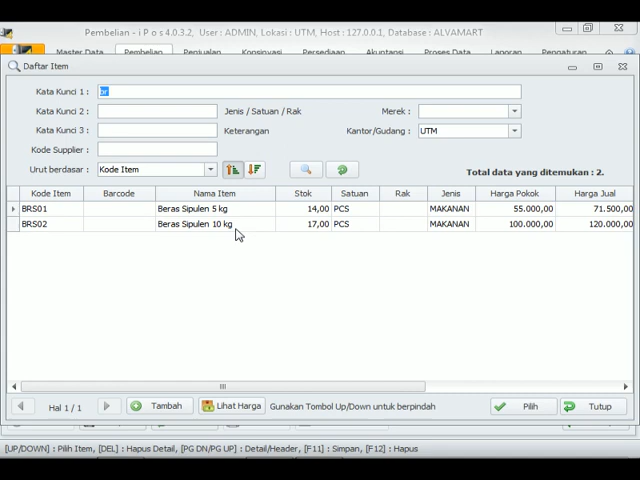 Pembelian - i P o s 4.0.3.2, User : ADMIN, Lokasi : UTM, Host : 127.0.0.1, Database : ALVAMART
Master Data Pembelian Penjualan Konsinyasi Persediaan Akuntansi Proses Data Laporan Pengaturan
Daftar Item
Kata Kunci 1 : br
Kata Kunci 2 : Jenis / Satuan / Rak Merek :
Kata Kunci 3 : Keterangan Kantor/Gudang : UTM
Kode Supplier :
Urut berdasar : Kode Item Total data yang ditemukan : 2.
Kode Item Barcode Nama Item Stok Satuan Rak Jenis Harga Pokok Harga Jual
BRS01 Beras Sipulen 5 kg 14,00 PCS MAKANAN 55.000,00 71.500,00
BRS02 Beras Sipulen 10 kg 17,00 PCS MAKANAN 100.000,00 120.000,00
Hal 1 / 1 Tambah Lihat Harga Gunakan Tombol Up/Down untuk berpindah Pilih Tutup
[UP/DOWN] : Pilih Item, [DEL] : Hapus Detail, [PG DN/PG UP] : Detail/Header, [F11] : Simpan, [F12] : Hapus